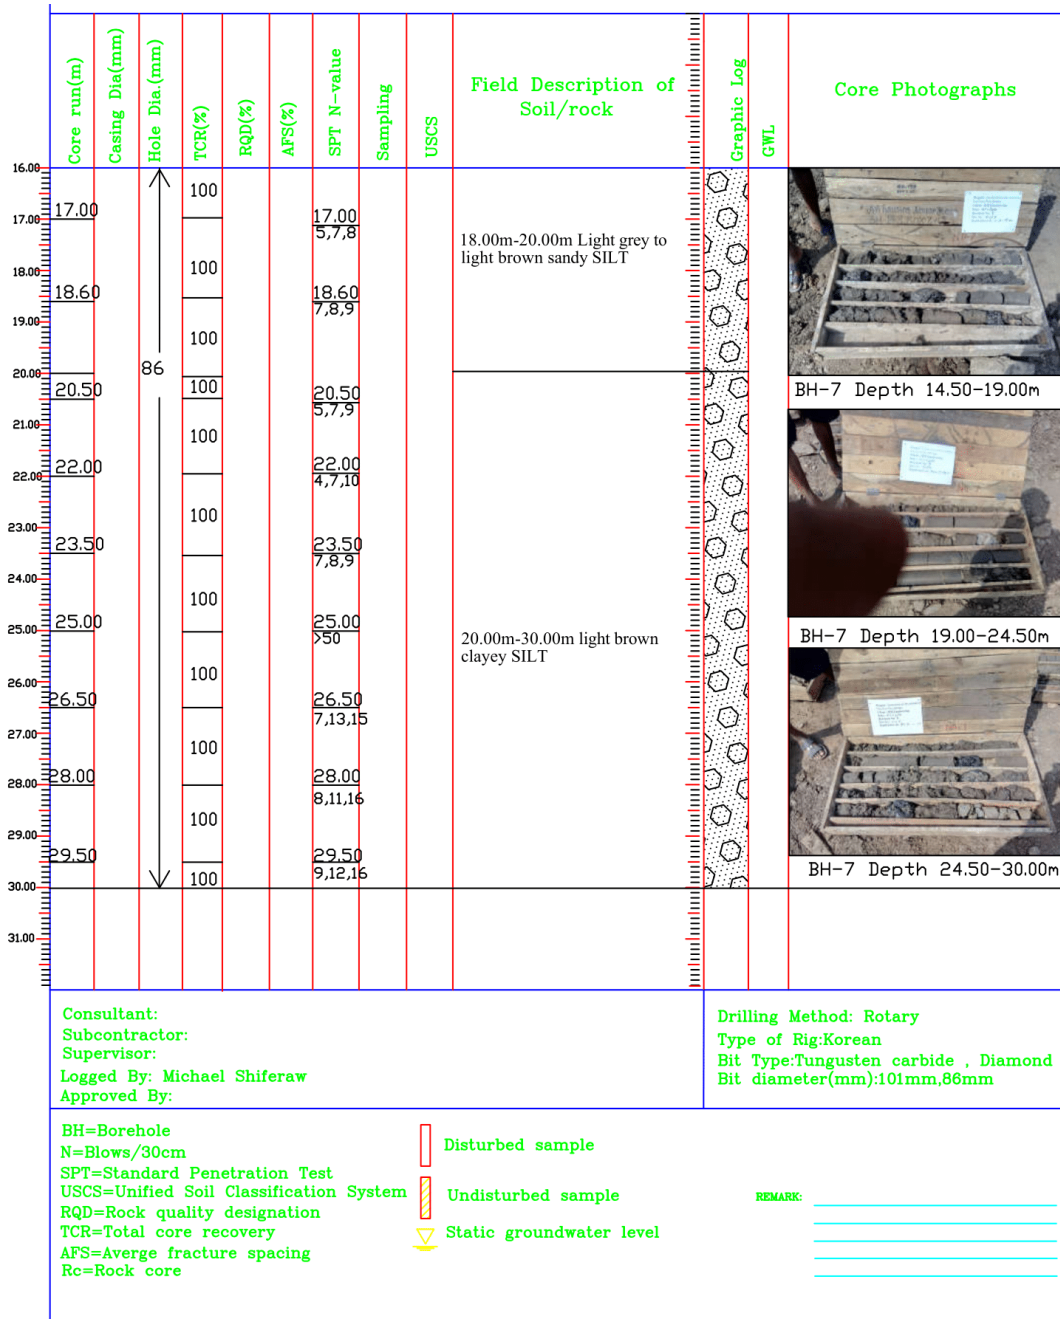 Core run(m)
Casing Dia(mm)
Hole Dia.(mm)
TCR(%)
RQD(%)
AFS(%)
SPT N-value
Sampling
USCS
Field Description of
Soil/rock
Graphic Log
GWL
Core Photographs
16.00
100
17.00
17.00
17.00
5,7,8
18.00m-20.00m Light grey to
light brown sandy SILT
100
18.00
18.60
18.60
7,8,9
19.00
100
86
20.00
100
BH-7 Depth 14.50-19.00m
20.50
20.50
5,7,9
21.00
100
22.00
22.00
22.00
4,7,10
100
23.00
23.50
23.50
7,8,9
24.00
100
25.00
25.00
25.00
>50
BH-7 Depth 19.00-24.50m
20.00m-30.00m light brown
clayey SILT
100
26.00
26.50
26.50
7,13,15
27.00
100
28.00
28.00
28.00
8,11,16
100
29.00
29.50
29.50
9,12,16
100
BH-7 Depth 24.50-30.00m
30.00
31.00
Consultant:
Subcontractor:
Supervisor:
Logged By: Michael Shiferaw
Approved By:
Drilling Method: Rotary
Type of Rig:Korean
Bit Type:Tungusten carbide , Diamond
Bit diameter(mm):101mm,86mm
BH=Borehole
N=Blows/30cm
SPT=Standard Penetration Test
USCS=Unified Soil Classification System
RQD=Rock quality designation
TCR=Total core recovery
AFS=Averge fracture spacing
Rc=Rock core
Disturbed sample
Undisturbed sample
Static groundwater level
REMARK: